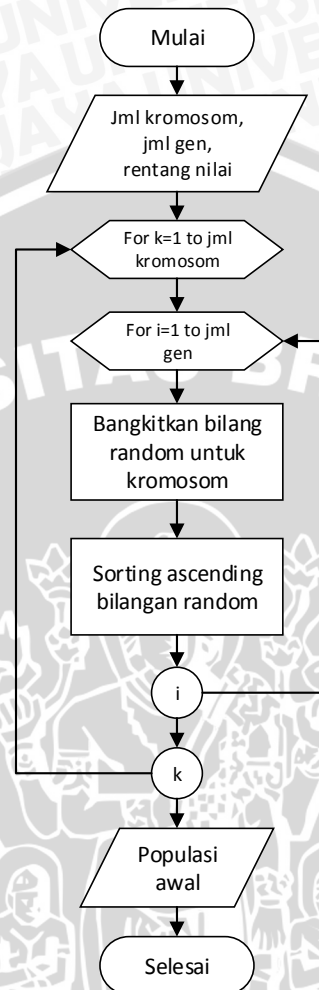 Mulai
Jml kromosom,
jml gen,
rentang nilai
For k=1 to jml
kromosom
For i=1 to jml
gen
Bangkitkan bilang
random untuk
kromosom
Sorting ascending
bilangan random
i
k
Populasi
awal
Selesai